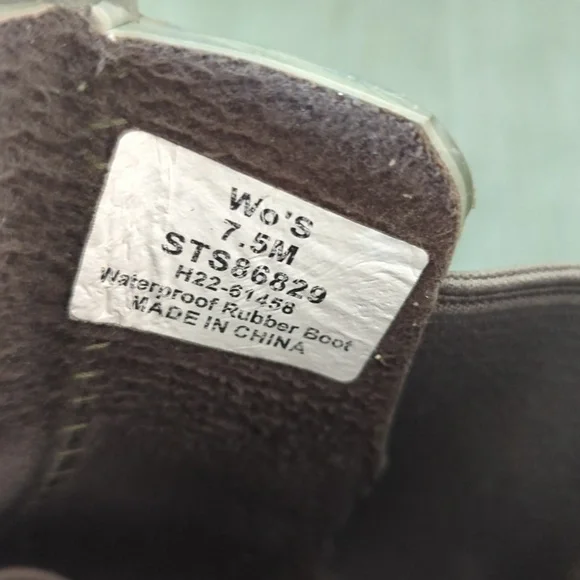 Wo'S
7.5M
STS86829
H22-61458
Waterproof Rubber Boot
MADE IN CHINA